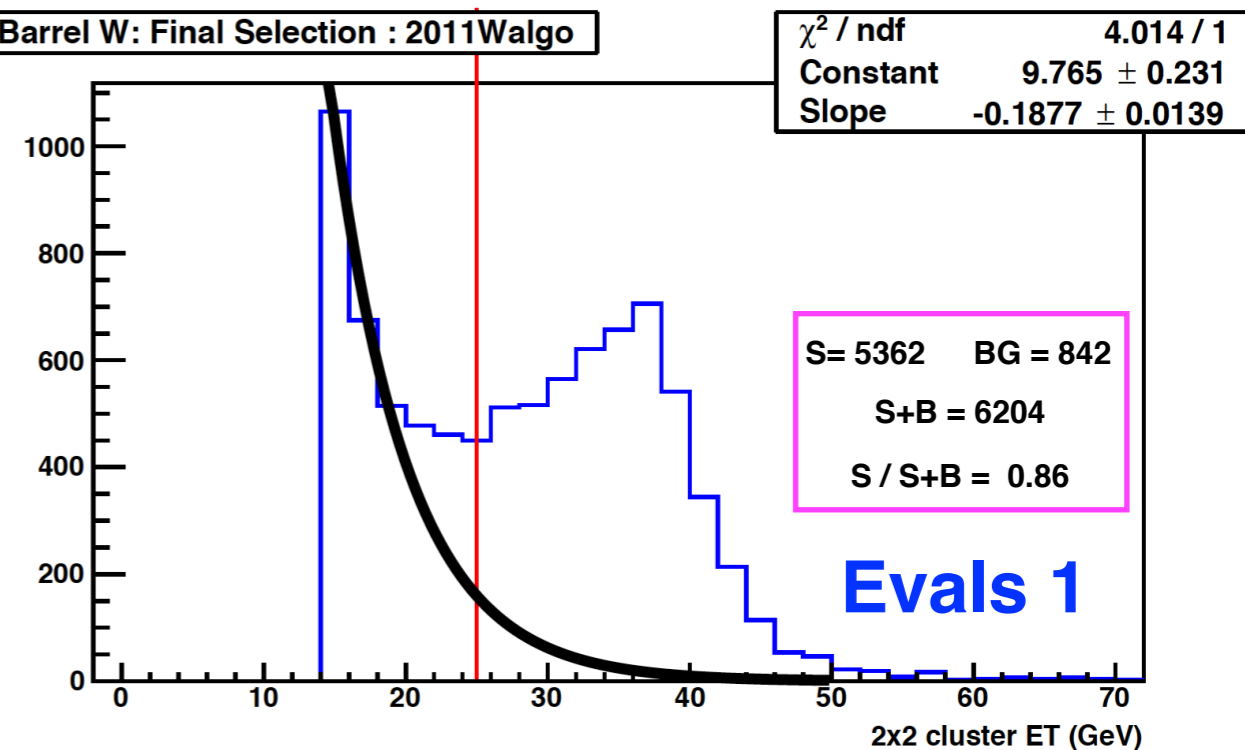 Barrel W: Final Selection : 2011Walgo
χ² / ndf 4.014 / 1
Constant 9.765 ± 0.231
Slope -0.1877 ± 0.0139
1000
800
600
400
200
0
S= 5362 BG = 842
S+B = 6204
S / S+B = 0.86
Evals 1
0 10 20 30 40 50 60 70
2x2 cluster ET (GeV)